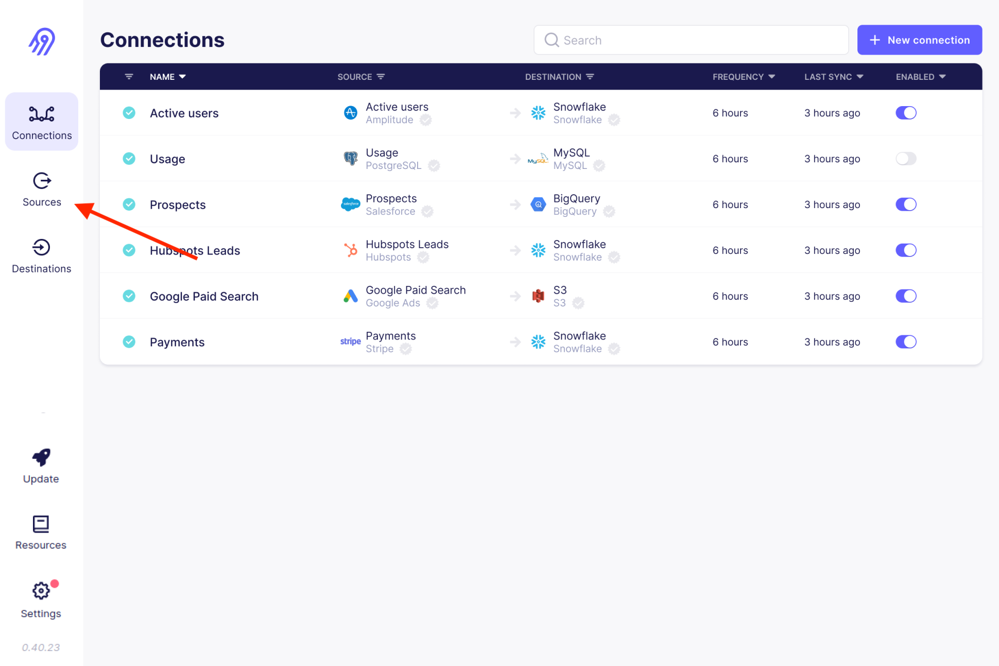 Connections
Search
+ New connection
NAME SOURCE DESTINATION FREQUENCY LAST SYNC ENABLED
Active users Active users Snowflake 6 hours 3 hours ago
Amplitude Snowflake
Usage Usage MySQL 6 hours 3 hours ago
PostgreSQL MySQL MySQL
Prospects Prospects BigQuery 6 hours 3 hours ago
salesforce Salesforce BigQuery
Hubspots Leads Hubspots Leads Snowflake 6 hours 3 hours ago
Hubspots Snowflake
Google Paid Search Google Paid Search S3 6 hours 3 hours ago
Google Ads S3
Payments stripe Payments Snowflake 6 hours 3 hours ago
Stripe Snowflake
Connections
Sources
Destinations
Update
Resources
Settings
0.40.23